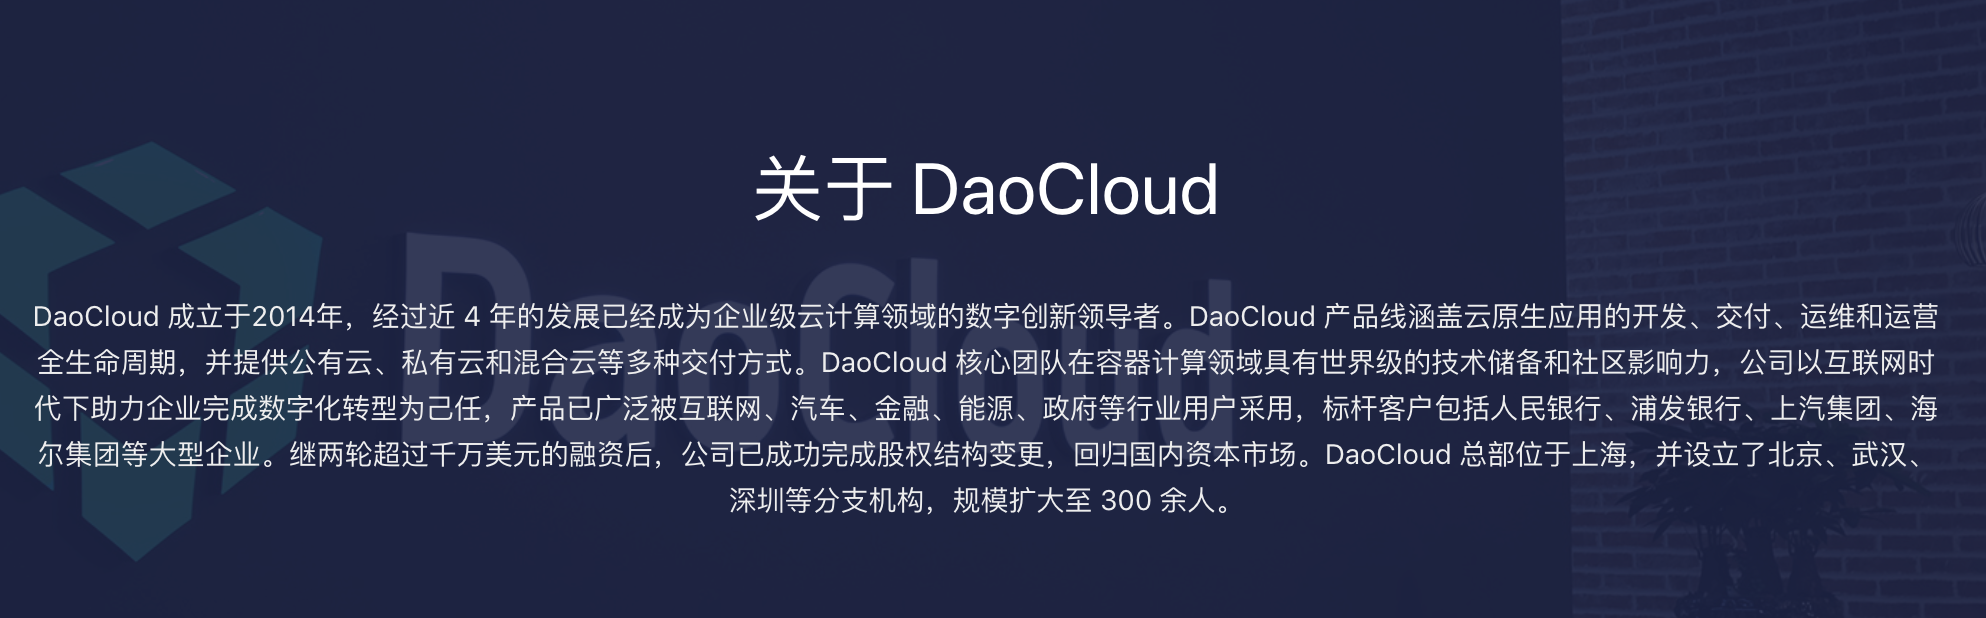 关于 DaoCloud
DaoCloud
DaoCloud 成立于2014年，经过近 4 年的发展已经成为企业级云计算领域的数字创新领导者。DaoCloud 产品线涵盖云原生应用的开发、交付、运维和运营
全生命周期，并提供公有云、私有云和混合云等多种交付方式。DaoCloud 核心团队在容器计算领域具有世界级的技术储备和社区影响力，公司以互联网时
代下助力企业完成数字化转型为己任，产品已广泛被互联网、汽车、金融、能源、政府等行业用户采用，标杆客户包括人民银行、浦发银行、上汽集团、海
尔集团等大型企业。继两轮超过千万美元的融资后，公司已成功完成股权结构变更，回归国内资本市场。DaoCloud 总部位于上海，并设立了北京、武汉、
深圳等分支机构，规模扩大至 300 余人。